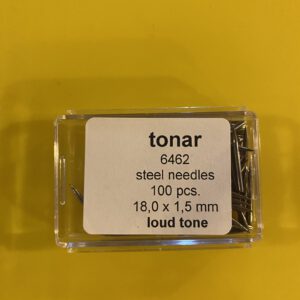 tonar
6462
steel needles
100 pcs.
18,0 x 1,5 mm
loud tone